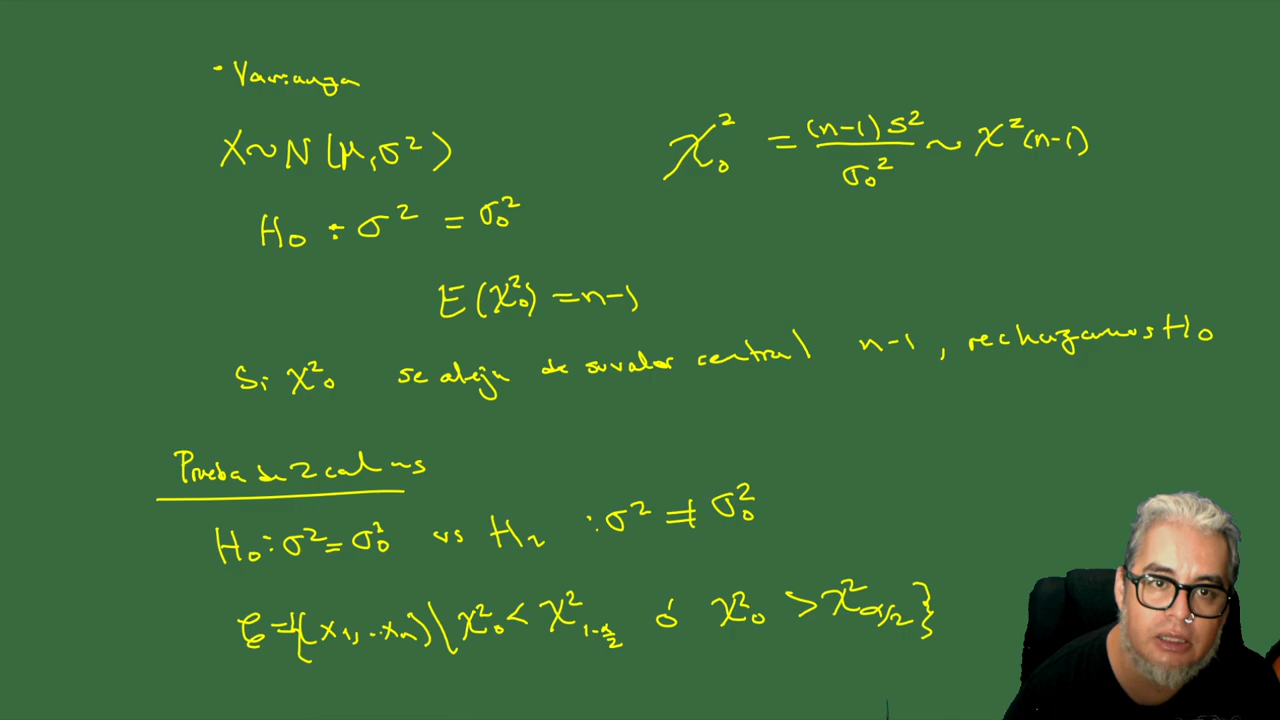 • Varianza
X ~ N(μ, σ²)
χ₀² = (n-1)S² / σ₀² ~ χ²(n-1)
H₀ : σ² = σ₀²
E(χ₀²) = n-1
Si χ²₀ se aleja de su valor central n-1, rechazamos H₀
Prueba de 2 colas
H₀: σ² = σ₀² vs H₁ : σ² ≠ σ₀²
𝒞 = {(x₁, ..xₙ) \ χ²₀ < χ²₁₋α/₂ ó χ²₀ > χ²α/₂}